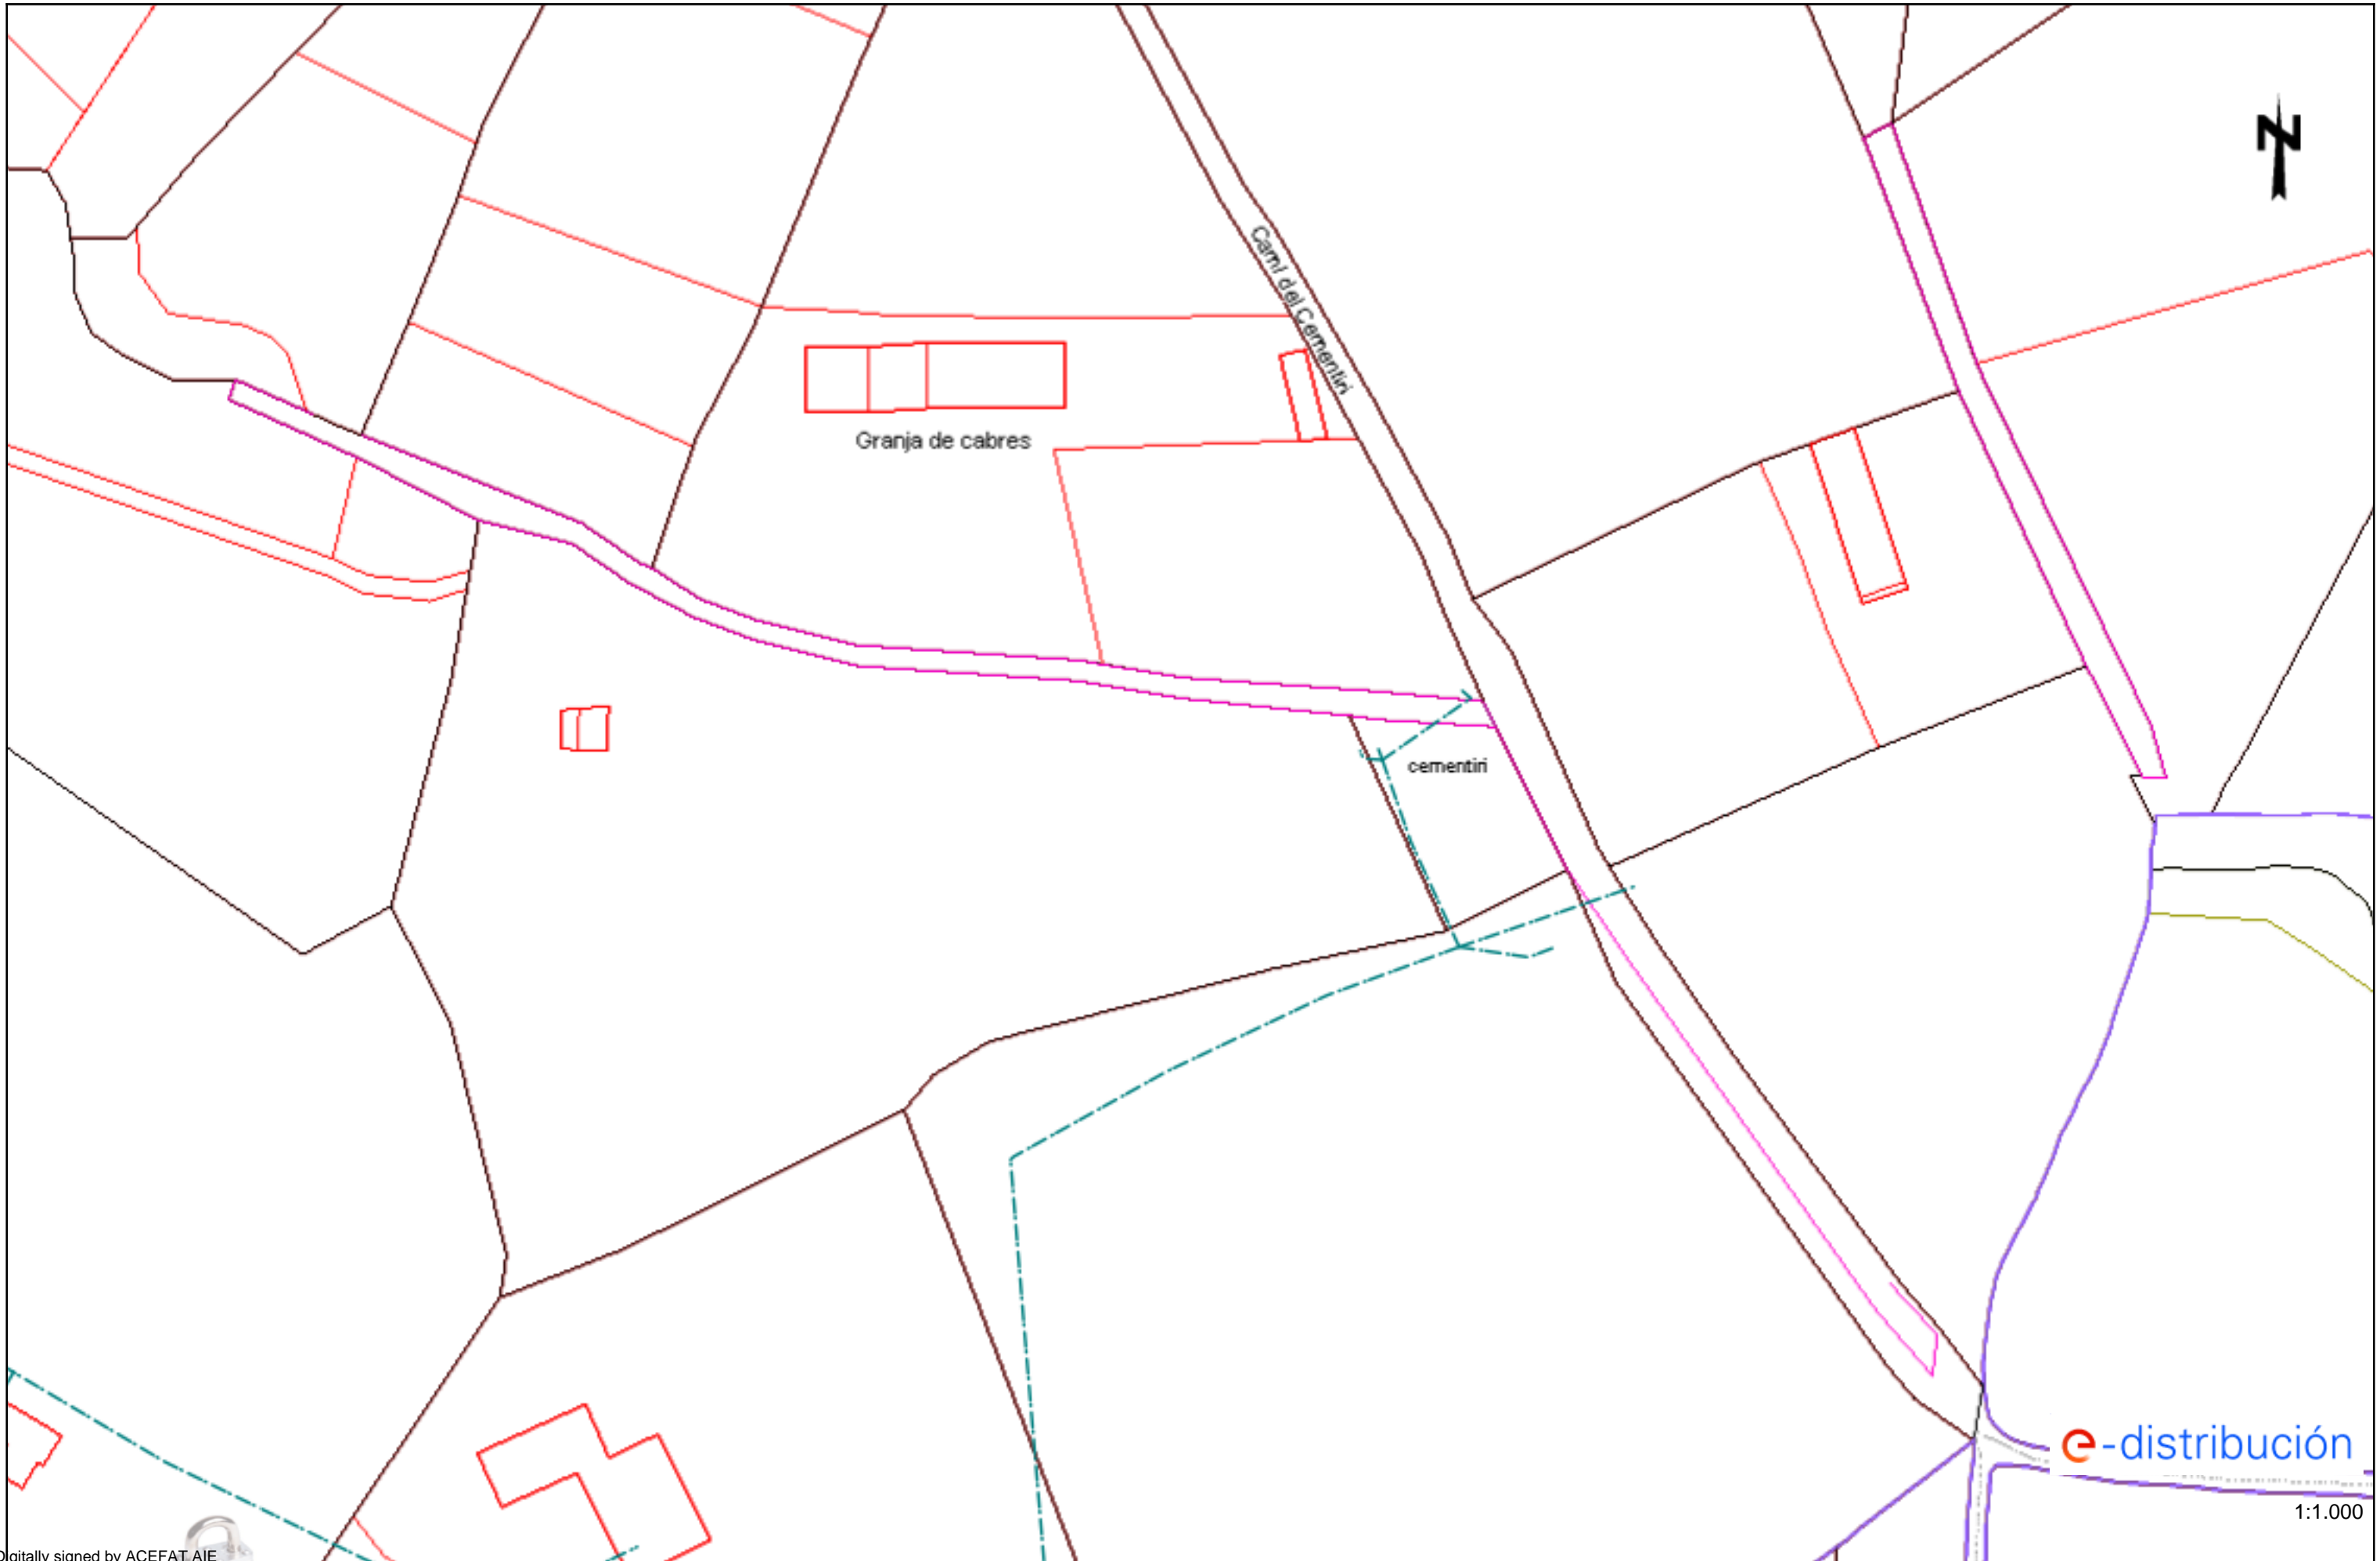 N
Camí del Cementiri
Granja de cabres
cementiri
e-distribución
1:1.000
Digitally signed by ACEFAT AIE